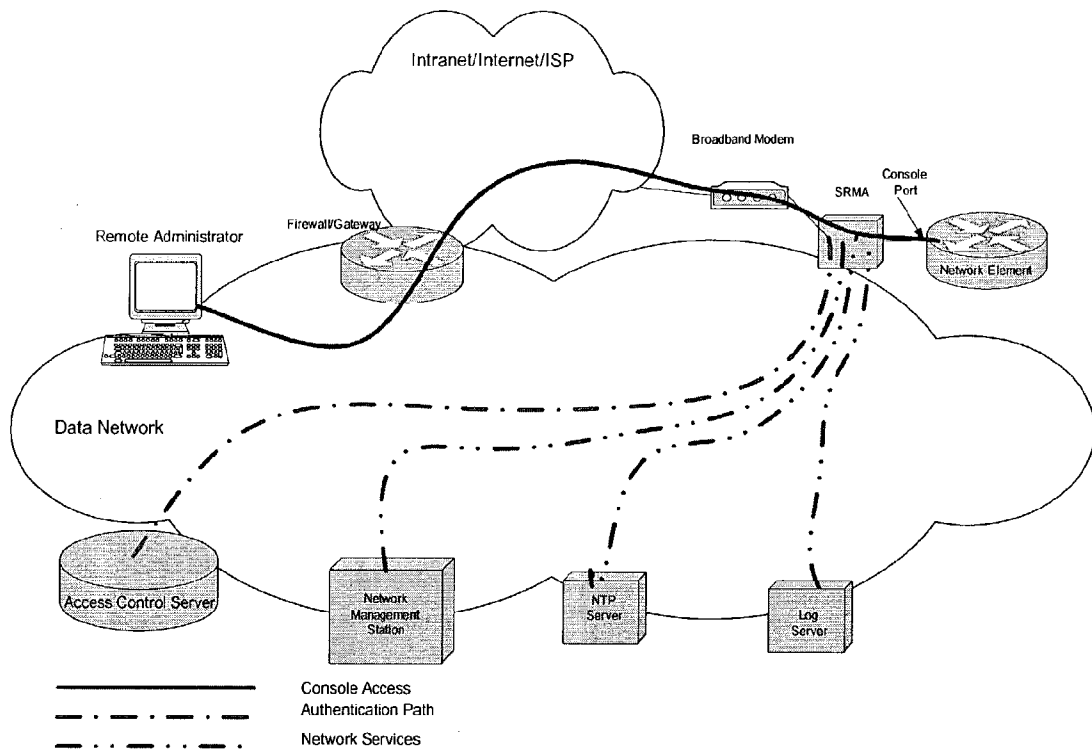 Intranet/Internet/ISP
Broadband Modem
SRMA
Console
Port
Remote Administrator
Firewall/Gateway
Network Element
Data Network
Access Control Server
Network
Management
Station
NTP
Server
Log
Server
Console Access
Authentication Path
Network Services